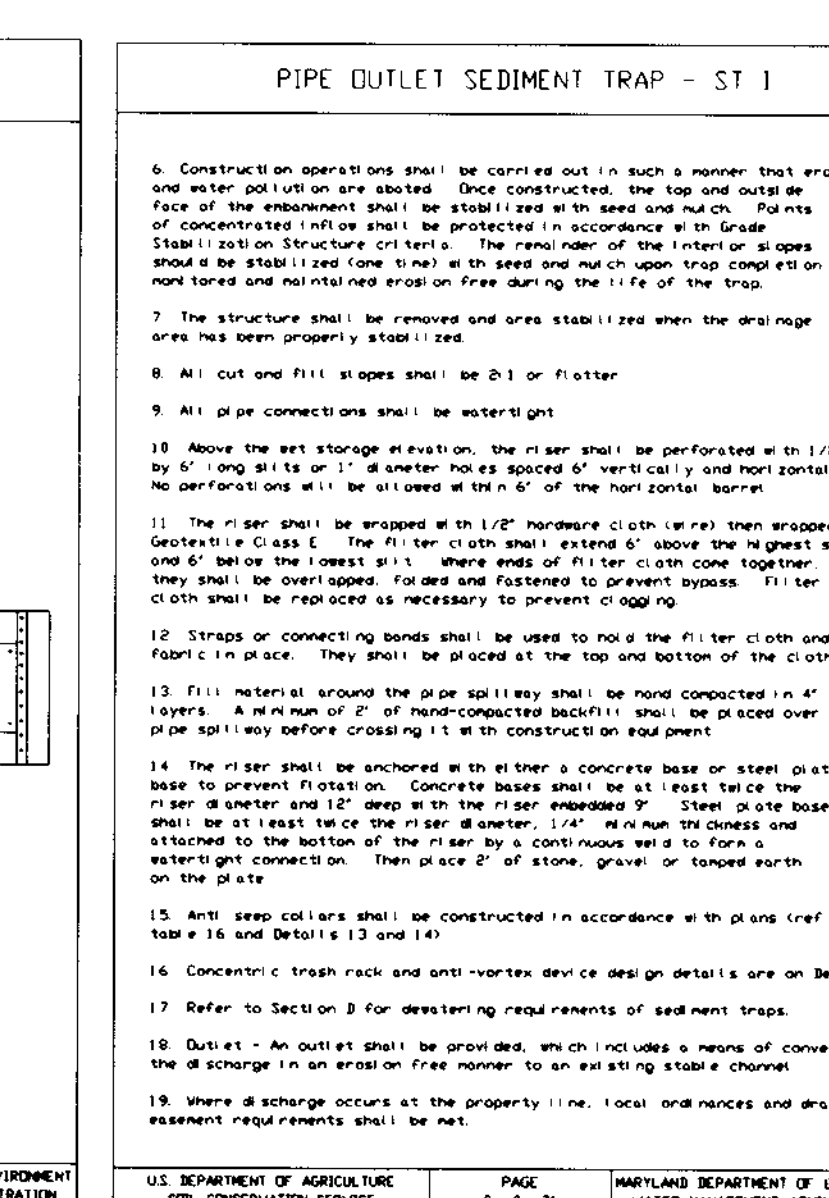 PIPE OUTLET SEDIMENT TRAP - ST I
6. Construction operations shall be carried out in such a manner that ero
and water pollution are abated Once constructed, the top and outside
face of the embankment shall be stabilized with seed and mulch. Points
of concentrated inflow shall be protected in accordance with Grade
Stabilization Structure criteria. The remainder of the interior slopes
should be stabilized (one time) with seed and mulch upon trap completion
monitored and maintained erosion free during the life of the trap.
7 The structure shall be removed and area stabilized when the drainage
area has been properly stabilized.
8. All cut and fill slopes shall be 2:1 or flatter
9. All pipe connections shall be watertight
10 Above the wet storage elevation, the riser shall be perforated with 1/
by 6" long slits or 1" diameter holes spaced 6" vertically and horizontal
No perforations will be allowed within 6" of the horizontal barrel
11 The riser shall be wrapped with 1/2" hardware cloth (wire) then wrapped
Geotextile Class E The filter cloth shall extend 6" above the highest s
and 6" below the lowest slit Where ends of filter cloth come together,
they shall be overlapped, folded and fastened to prevent bypass. Filter
cloth shall be replaced as necessary to prevent clogging.
12 Straps or connecting bands shall be used to hold the filter cloth and
fabric in place. They shall be placed at the top and bottom of the cloth
13. Fill material around the pipe spillway shall be hand compacted in 4"
layers. A minimum of 2' of hand-compacted backfill shall be placed over
pipe spillway before crossing it with construction equipment
14 The riser shall be anchored with either a concrete base or steel plat
base to prevent flotation. Concrete bases shall be at least twice the
riser diameter and 12" deep with the riser embedded 9" Steel plate base
shall be at least twice the riser diameter, 1/4" minimum thickness and
attached to the bottom of the riser by a continuous weld to form a
watertight connection. Then place 2' of stone, gravel or tamped earth
on the plate
15. Anti seep collars shall be constructed in accordance with plans (ref
table 16 and Details 13 and 14)
16 Concentric trash rack and anti-vortex device design details are on De
17 Refer to Section D for dewatering requirements of sediment traps.
18. Outlet - An outlet shall be provided, which includes a means of conve
the discharge in an erosion free manner to an existing stable channel
19. Where discharge occurs at the property line, local ordinances and dra
easement requirements shall be met.
VIRONMENT
TRATION
U.S. DEPARTMENT OF AGRICULTURE
SOIL CONSERVATION SERVICE
PAGE
MARYLAND DEPARTMENT OF